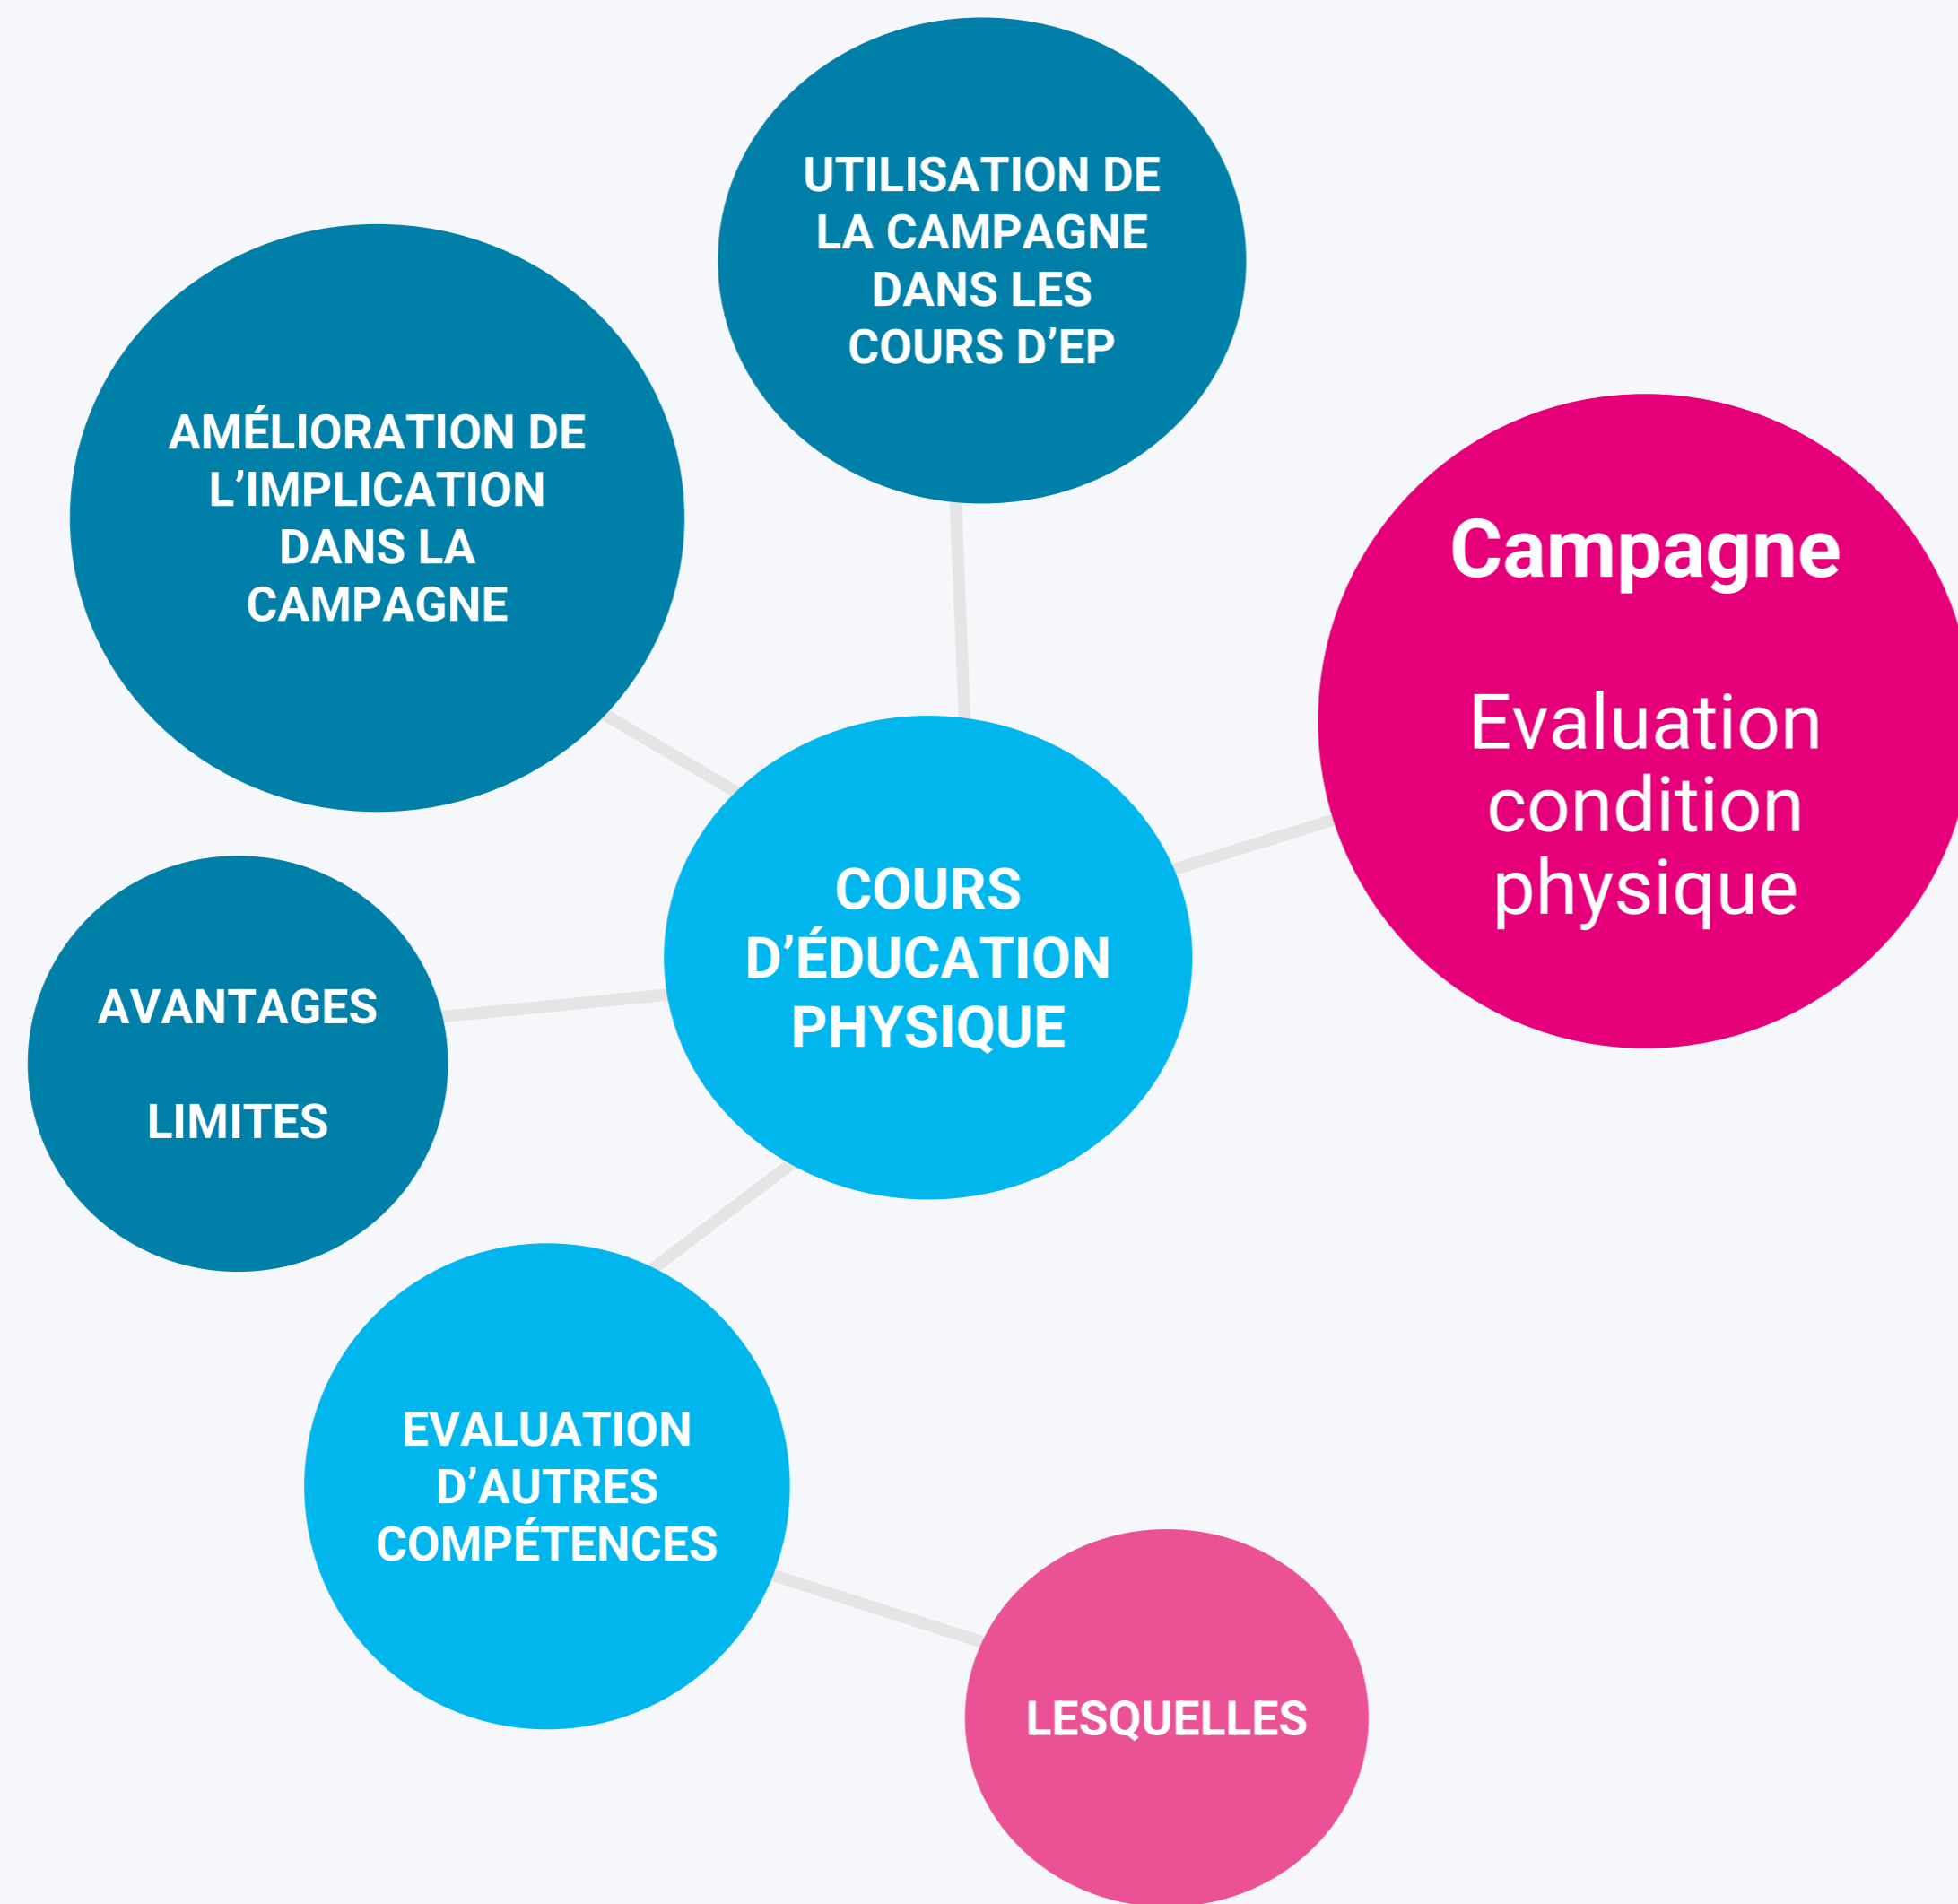 UTILISATION DE
LA CAMPAGNE
DANS LES
COURS D’EP
AMÉLIORATION DE
L’IMPLICATION
DANS LA
CAMPAGNE
Campagne
Evaluation
condition
physique
COURS
D’ÉDUCATION
PHYSIQUE
AVANTAGES
LIMITES
EVALUATION
D’AUTRES
COMPÉTENCES
LESQUELLES